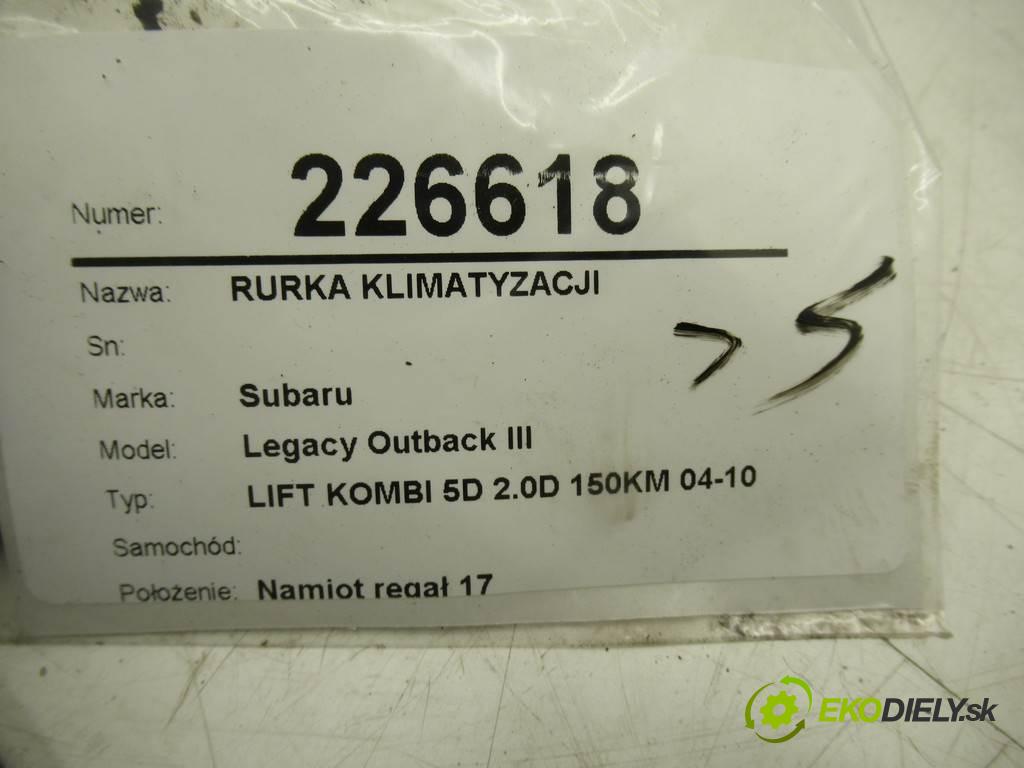 Numer: 226618
Nazwa: RURKA KLIMATYZACJI
Sn:
Marka: Subaru
Model: Legacy Outback III
Typ: LIFT KOMBI 5D 2.0D 150KM 04-10
Samochód:
Położenie: Namiot regał 17
EKODIELY.sk